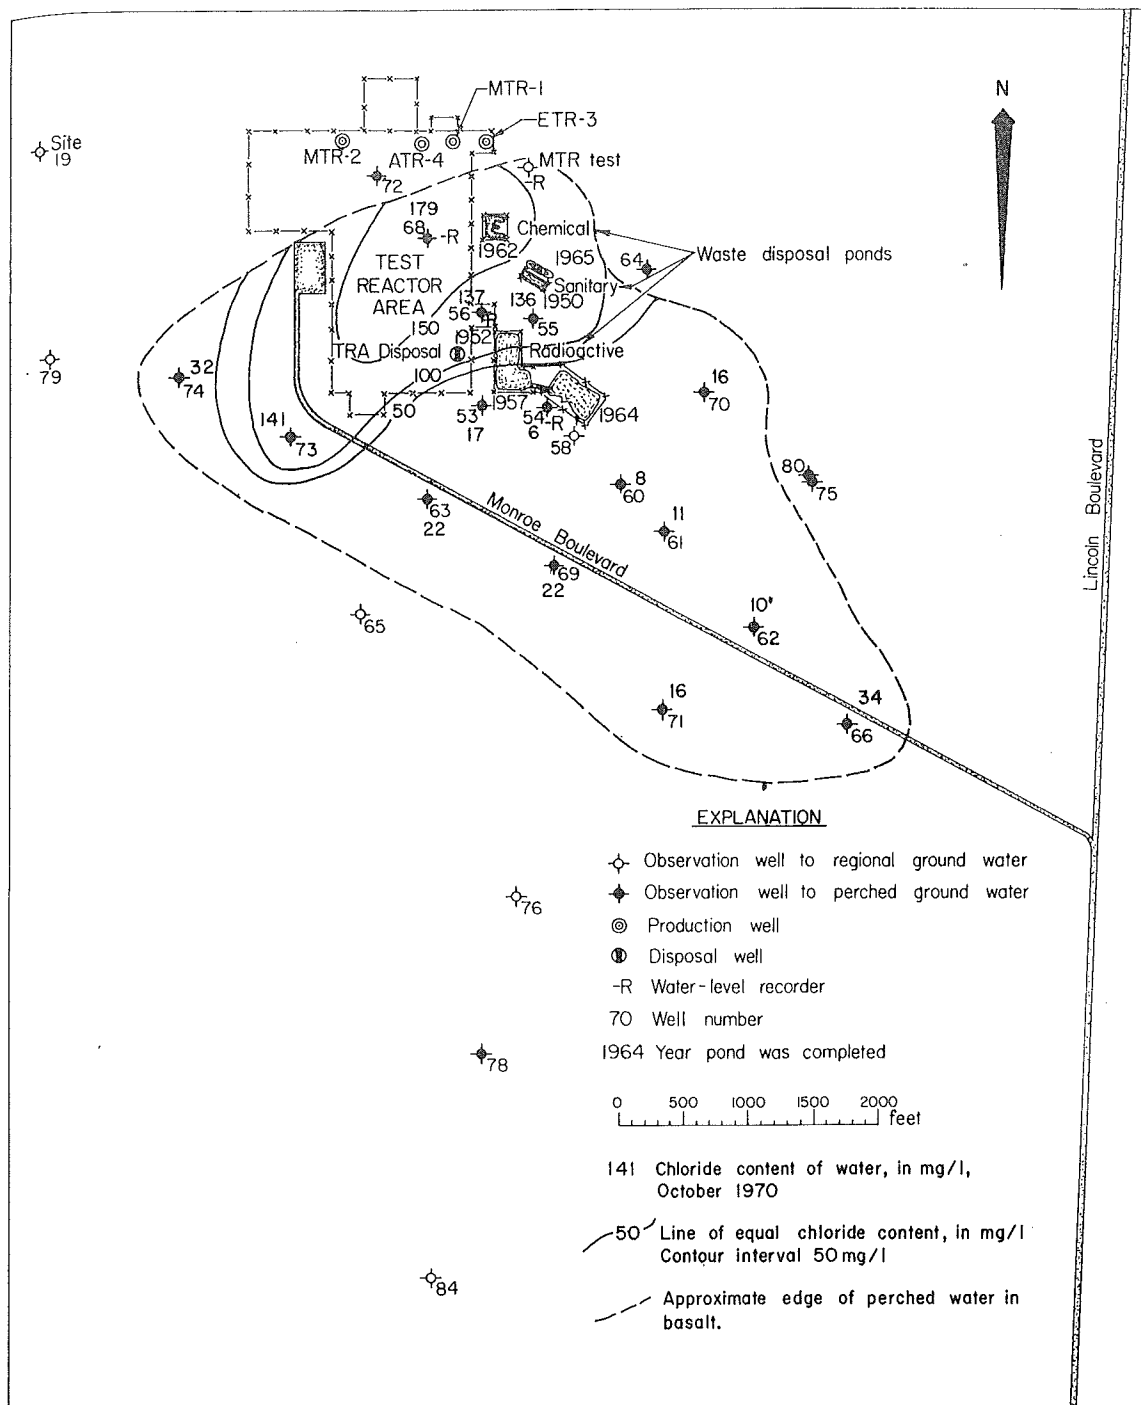 N
MTR-1
ETR-3
MTR-2
ATR-4
MTR test
-R
Site
19
72
179
68 -R
E
Chemical
1962
1965
64
Waste disposal ponds
TEST
REACTOR
AREA
Sanitary
137
56
-R
136
1950
55
150
1952
TRA Disposal
Radioactive
79
32
74
100
50
1957
1964
16
70
141
73
53
17
54
-R
6
58
80
75
8
60
63
22
Monroe Boulevard
11
61
69
22
Lincoln Boulevard
65
10
62
16
71
34
66
EXPLANATION
Observation well to regional ground water
Observation well to perched ground water
Production well
Disposal well
-R Water-level recorder
70 Well number
1964 Year pond was completed
0 500 1000 1500 2000
feet
141 Chloride content of water, in mg/l,
October 1970
50 Line of equal chloride content, in mg/l
Contour interval 50 mg/l
Approximate edge of perched water in
basalt.
76
78
84